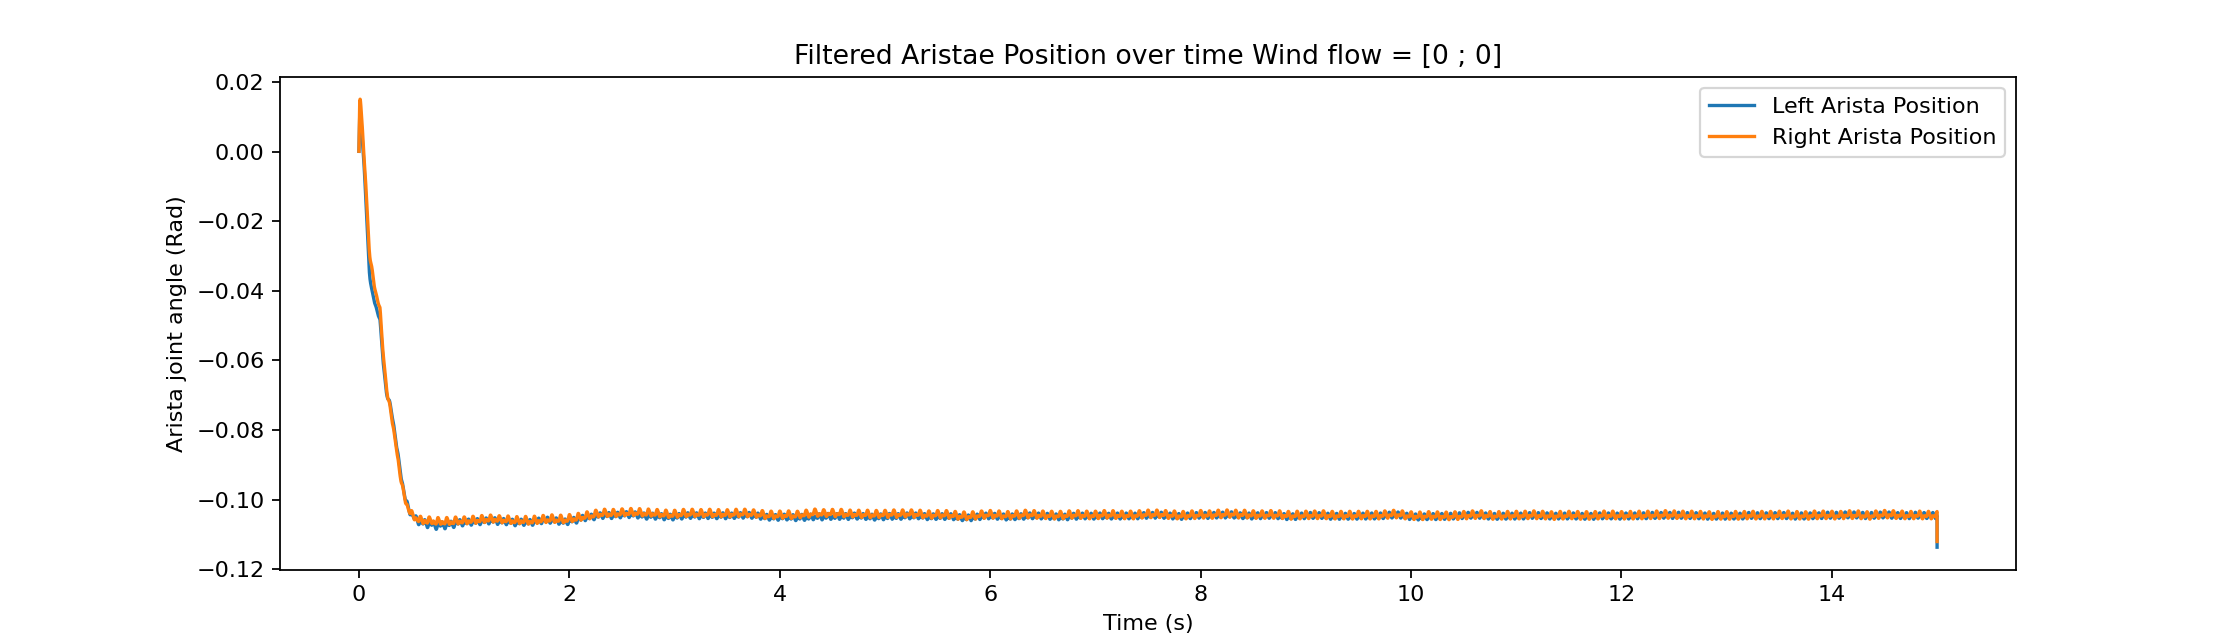 Filtered Aristae Position over time Wind flow = [0 ; 0]
Left Arista Position
Right Arista Position
Arista joint angle (Rad)
0.02
0.00
−0.02
−0.04
−0.06
−0.08
−0.10
−0.12
0 2 4 6 8 10 12 14
Time (s)